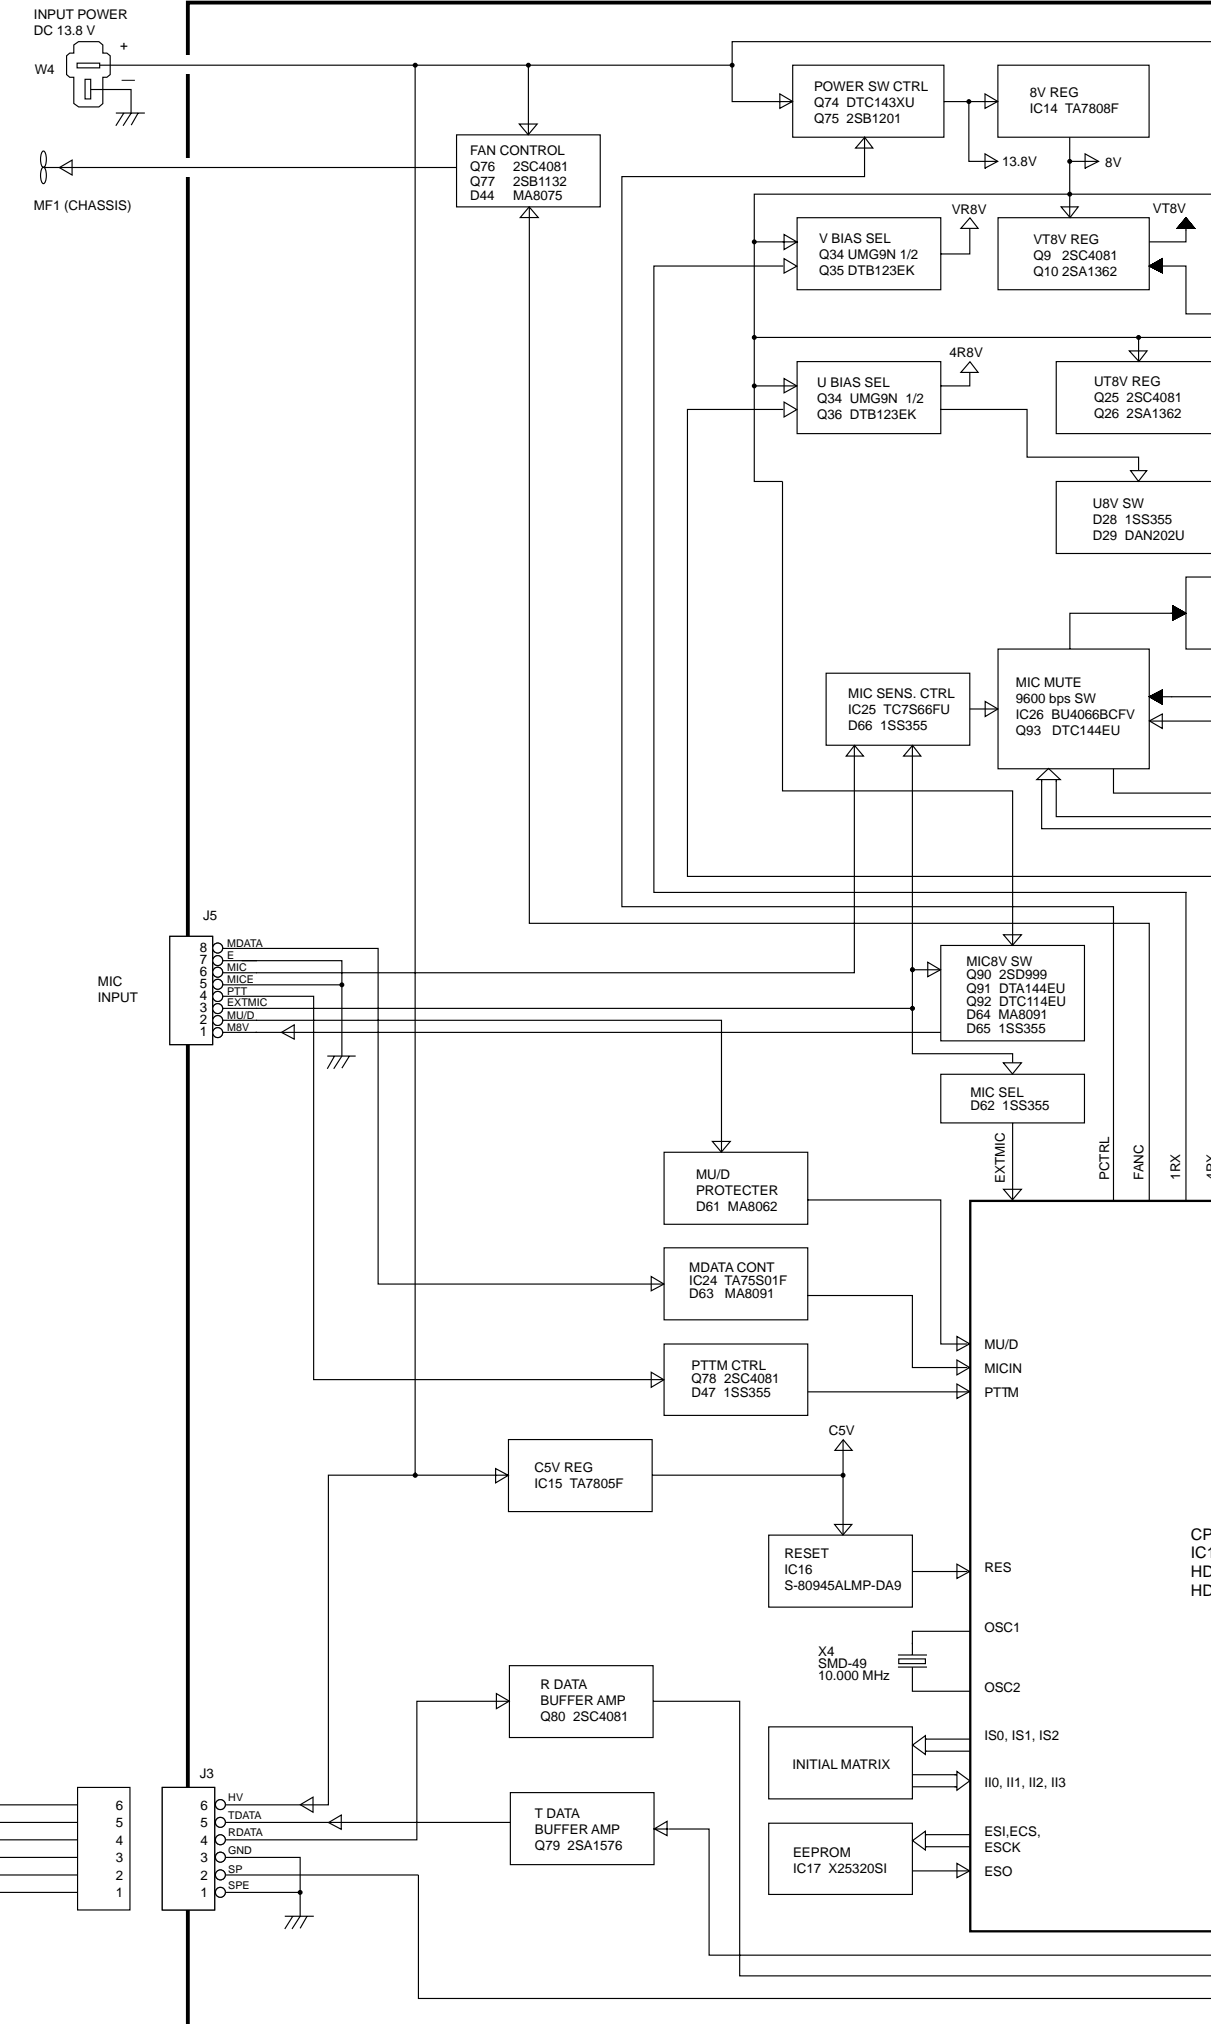 INPUT POWER
DC 13.8 V
+
W4
—
MF1 (CHASSIS)
FAN CONTROL
Q76 2SC4081
Q77 2SB1132
D44 MA8075
POWER SW CTRL
Q74 DTC143XU
Q75 2SB1201
8V REG
IC14 TA7808F
13.8V
8V
VR8V
VT8V
V BIAS SEL
Q34 UMG9N 1/2
Q35 DTB123EK
VT8V REG
Q9 2SC4081
Q10 2SA1362
4R8V
U BIAS SEL
Q34 UMG9N 1/2
Q36 DTB123EK
UT8V REG
Q25 2SC4081
Q26 2SA1362
U8V SW
D28 1SS355
D29 DAN202U
MIC SENS. CTRL
IC25 TC7S66FU
D66 1SS355
MIC MUTE
9600 bps SW
IC26 BU4066BCFV
Q93 DTC144EU
J5
MIC
INPUT
8 MDATA
7 E
6 MIC
5 MICE
4 PTT
3 EXTMIC
2 MU/D
1 M8V
MIC8V SW
Q90 2SD999
Q91 DTA144EU
Q92 DTC114EU
D64 MA8091
D65 1SS355
MIC SEL
D62 1SS355
EXTMIC
PCTRL
FANC
1RX
MU/D
PROTECTER
D61 MA8062
MDATA CONT
IC24 TA75S01F
D63 MA8091
PTTM CTRL
Q78 2SC4081
D47 1SS355
MU/D
MICIN
PTTM
C5V
C5V REG
IC15 TA7805F
RESET
IC16
S-80945ALMP-DA9
RES
CP
IC1
HD
HD
OSC1
X4
SMD-49
10.000 MHz
OSC2
R DATA
BUFFER AMP
Q80 2SC4081
INITIAL MATRIX
IS0, IS1, IS2
II0, II1, II2, II3
J3
6
5
4
3
2
1
6 HV
5 TDATA
4 RDATA
3 GND
2 SP
1 SPE
T DATA
BUFFER AMP
Q79 2SA1576
EEPROM
IC17 X25320SI
ESI,ECS,
ESCK
ESO